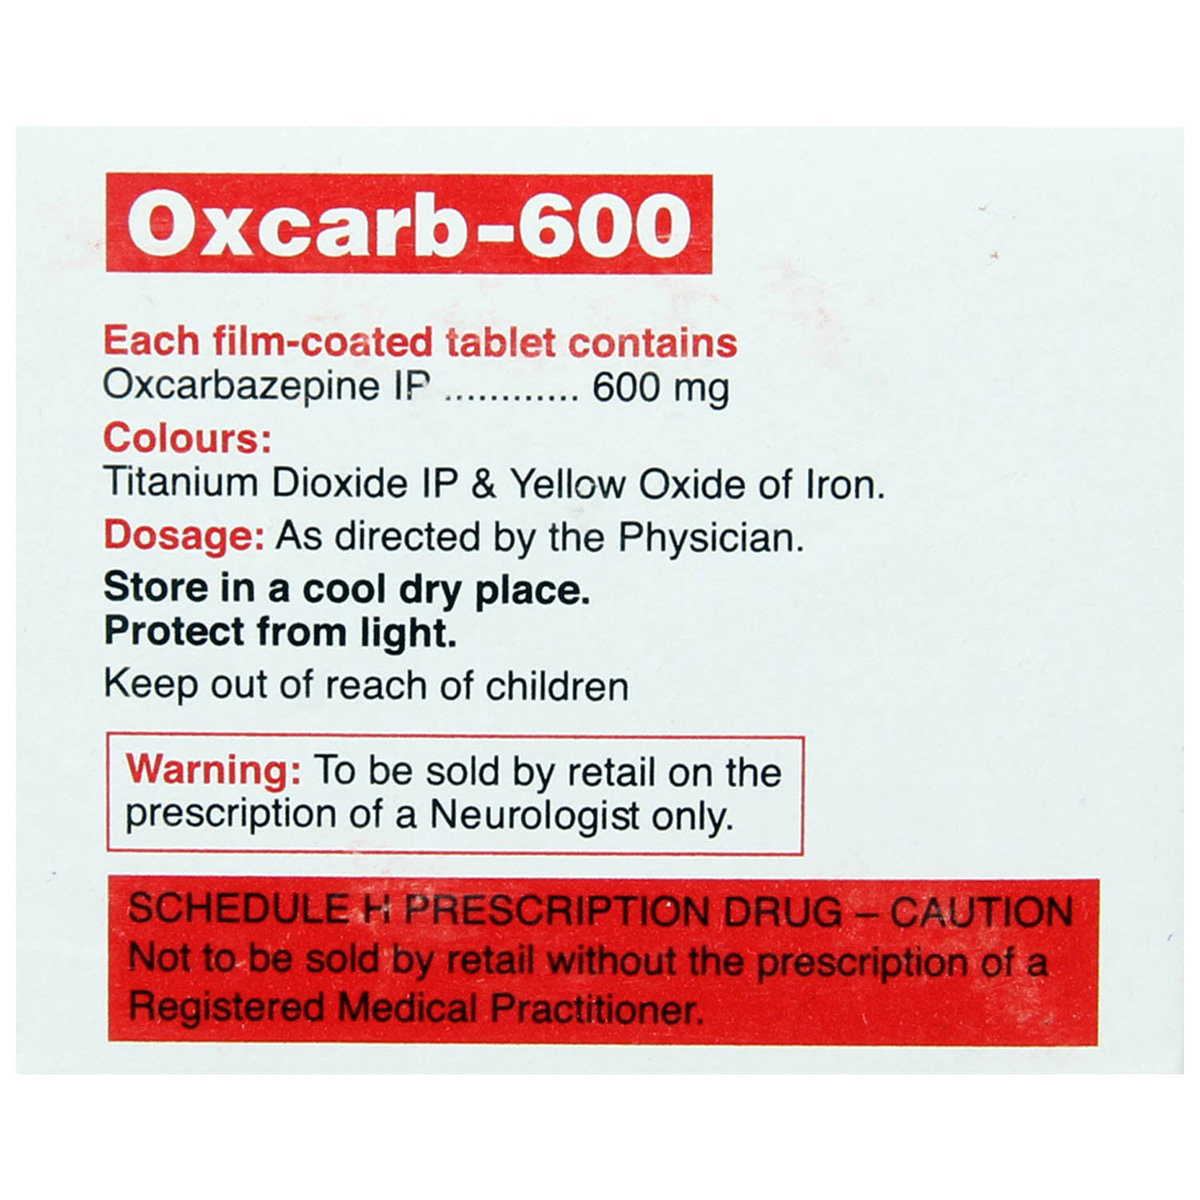 Oxcarb-600
Each film-coated tablet contains
Oxcarbazepine IP ............ 600 mg
Colours:
Titanium Dioxide IP & Yellow Oxide of Iron.
Dosage: As directed by the Physician.
Store in a cool dry place.
Protect from light.
Keep out of reach of children
Warning: To be sold by retail on the
prescription of a Neurologist only.
SCHEDULE H PRESCRIPTION DRUG – CAUTION
Not to be sold by retail without the prescription of a
Registered Medical Practitioner.